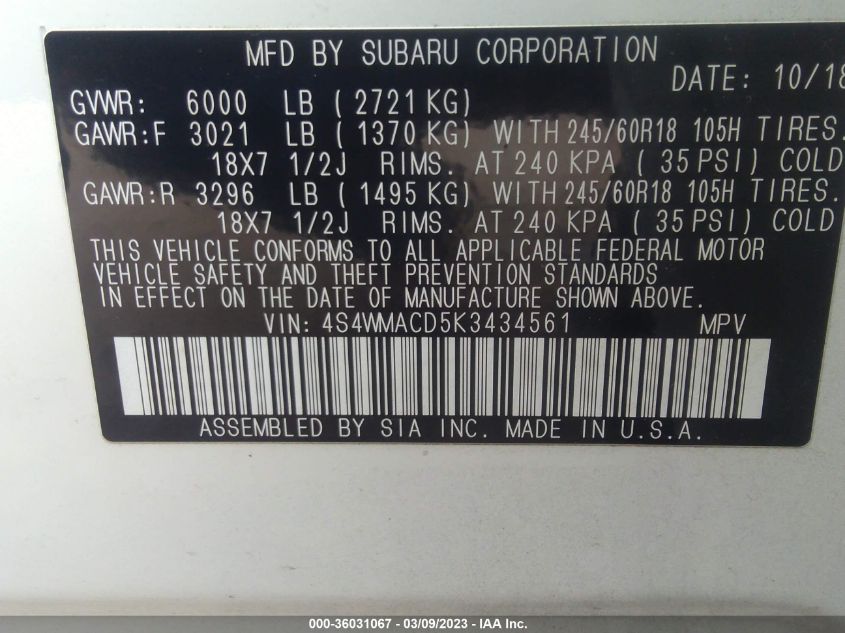 MFD BY SUBARU CORPORATION
DATE: 10/18
GVWR: 6000 LB ( 2721 KG)
GAWR:F 3021 LB ( 1370 KG) WITH 245/60R18 105H TIRES.
18X7 1/2J RIMS. AT 240 KPA ( 35 PSI) COLD
GAWR:R 3296 LB ( 1495 KG) WITH 245/60R18 105H TIRES.
18X7 1/2J RIMS. AT 240 KPA ( 35 PSI) COLD
THIS VEHICLE CONFORMS TO ALL APPLICABLE FEDERAL MOTOR
VEHICLE SAFETY AND THEFT PREVENTION STANDARDS
IN EFFECT ON THE DATE OF MANUFACTURE SHOWN ABOVE.
VIN: 4S4WMACD5K3434561 MPV
ASSEMBLED BY SIA INC. MADE IN U.S.A.
000-36031067 - 03/09/2023 - IAA Inc.